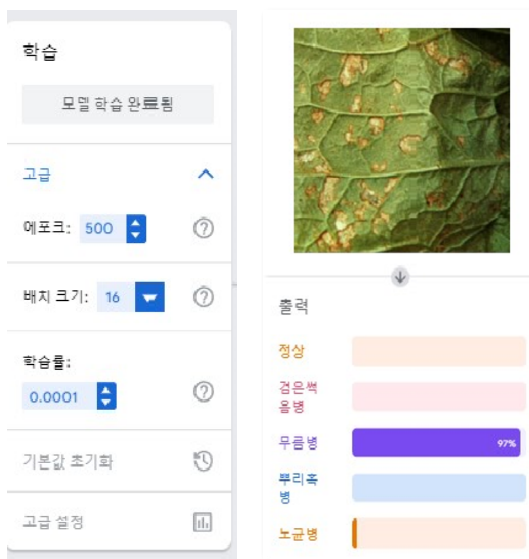 학습
모델 학습 완료됨
고급
에포크: 500
배치 크기: 16
학습률:
0.0001
기본값 초기화
고급 설정
출력
정상
검은썩
음병
무름병 97%
뿌리혹
병
노균병